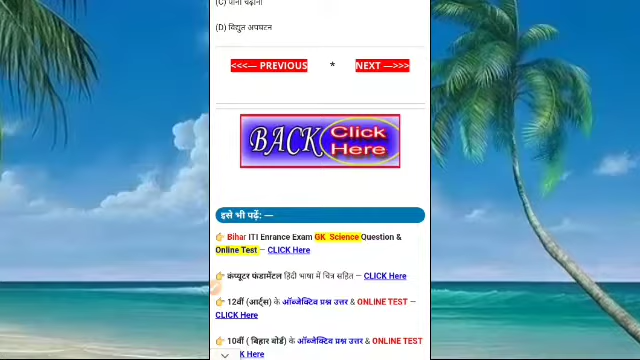 (C) पानी चढ़ाना
(D) विद्युत अपघटन
<<<— PREVIOUS * NEXT —>>>
BACK Click Here
इसे भी पढ़ें: —
👉 Bihar ITI Enrance Exam GK Science Question &
Online Test – CLICK Here
👉 कंप्यूटर फंडामेंटल हिंदी भाषा में चित्र सहित – CLICK Here
👉 12वीं (आर्ट्स) के ऑब्जेक्टिव प्रश्न उत्तर & ONLINE TEST –
CLICK Here
👉 10वीं ( बिहार बोर्ड) के ऑब्जेक्टिव प्रश्न उत्तर & ONLINE TEST
K Here